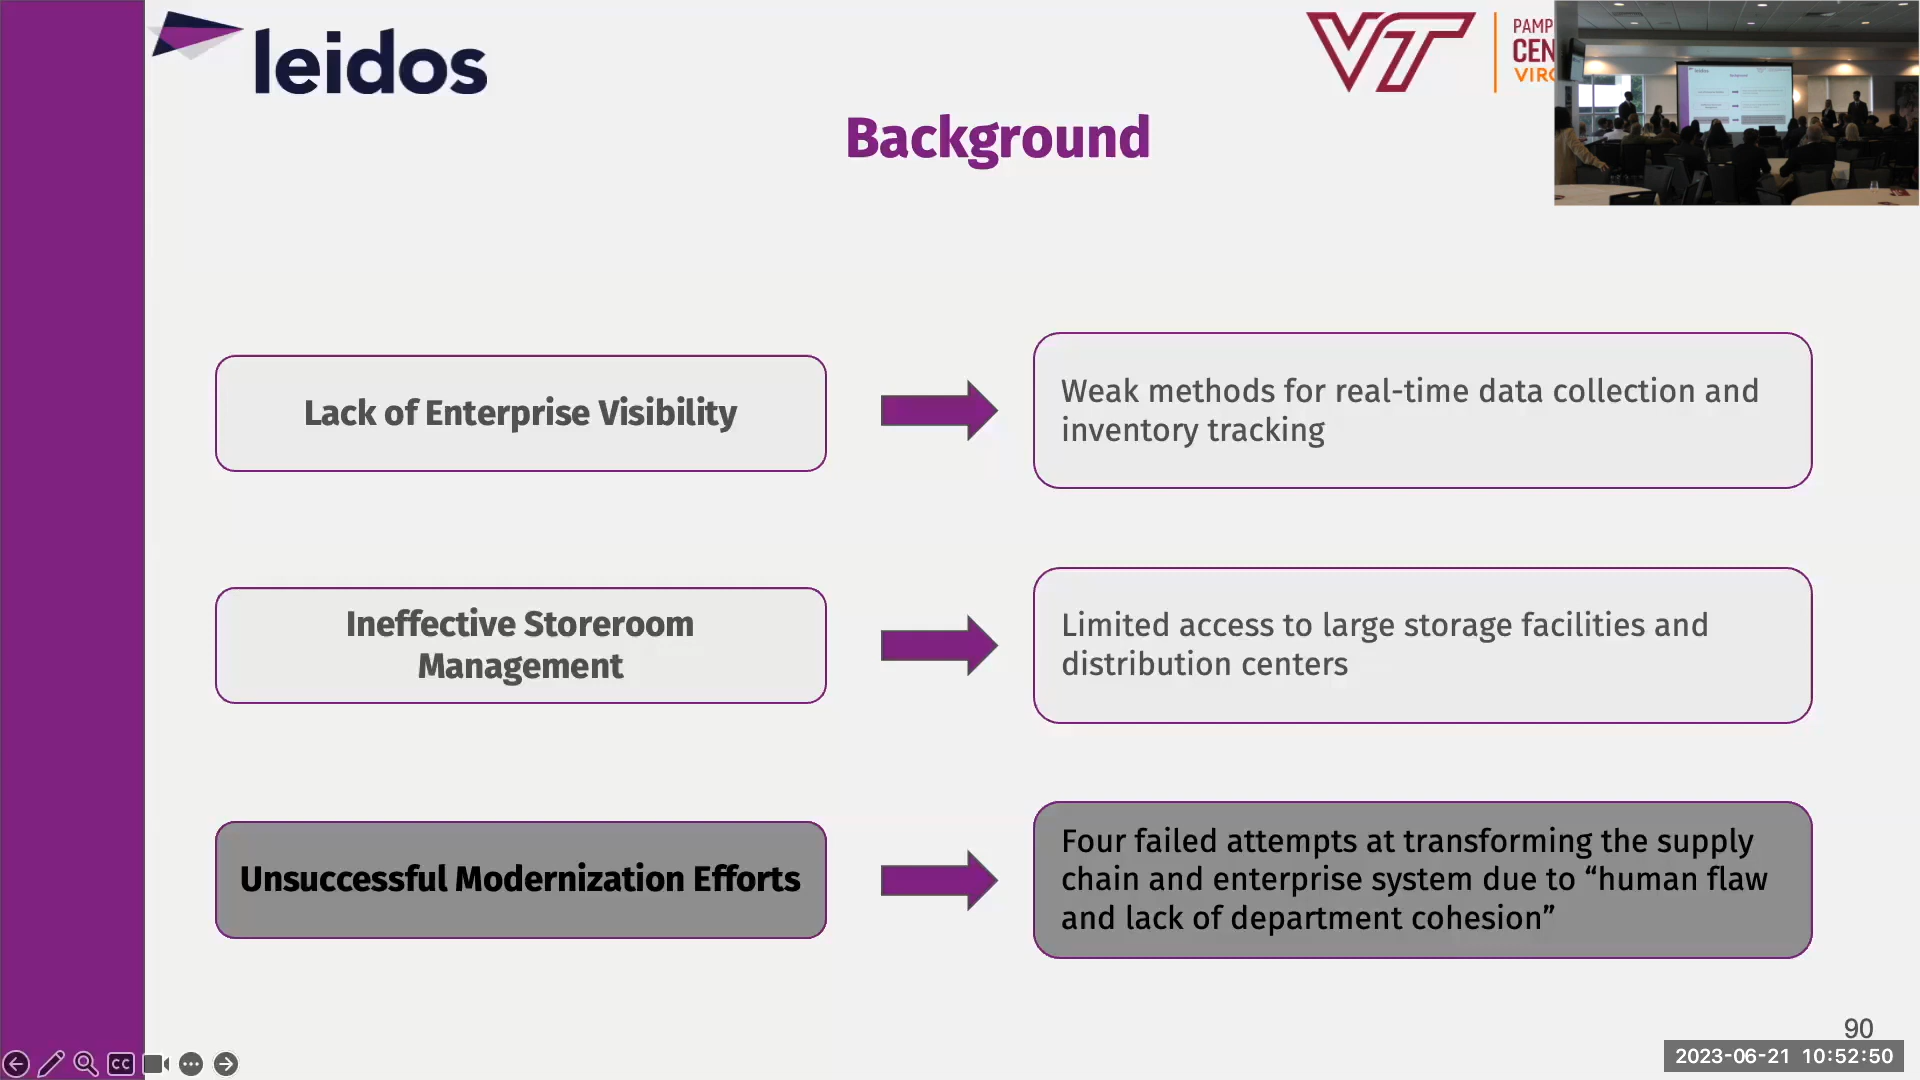 leidos
VT
PAMP
CEN
VIRG
Background
Lack of Enterprise Visibility
Weak methods for real-time data collection and
inventory tracking
Ineffective Storeroom
Management
Limited access to large storage facilities and
distribution centers
Unsuccessful Modernization Efforts
Four failed attempts at transforming the supply
chain and enterprise system due to “human flaw
and lack of department cohesion”
90
CC
2023-06-21 10:52:50